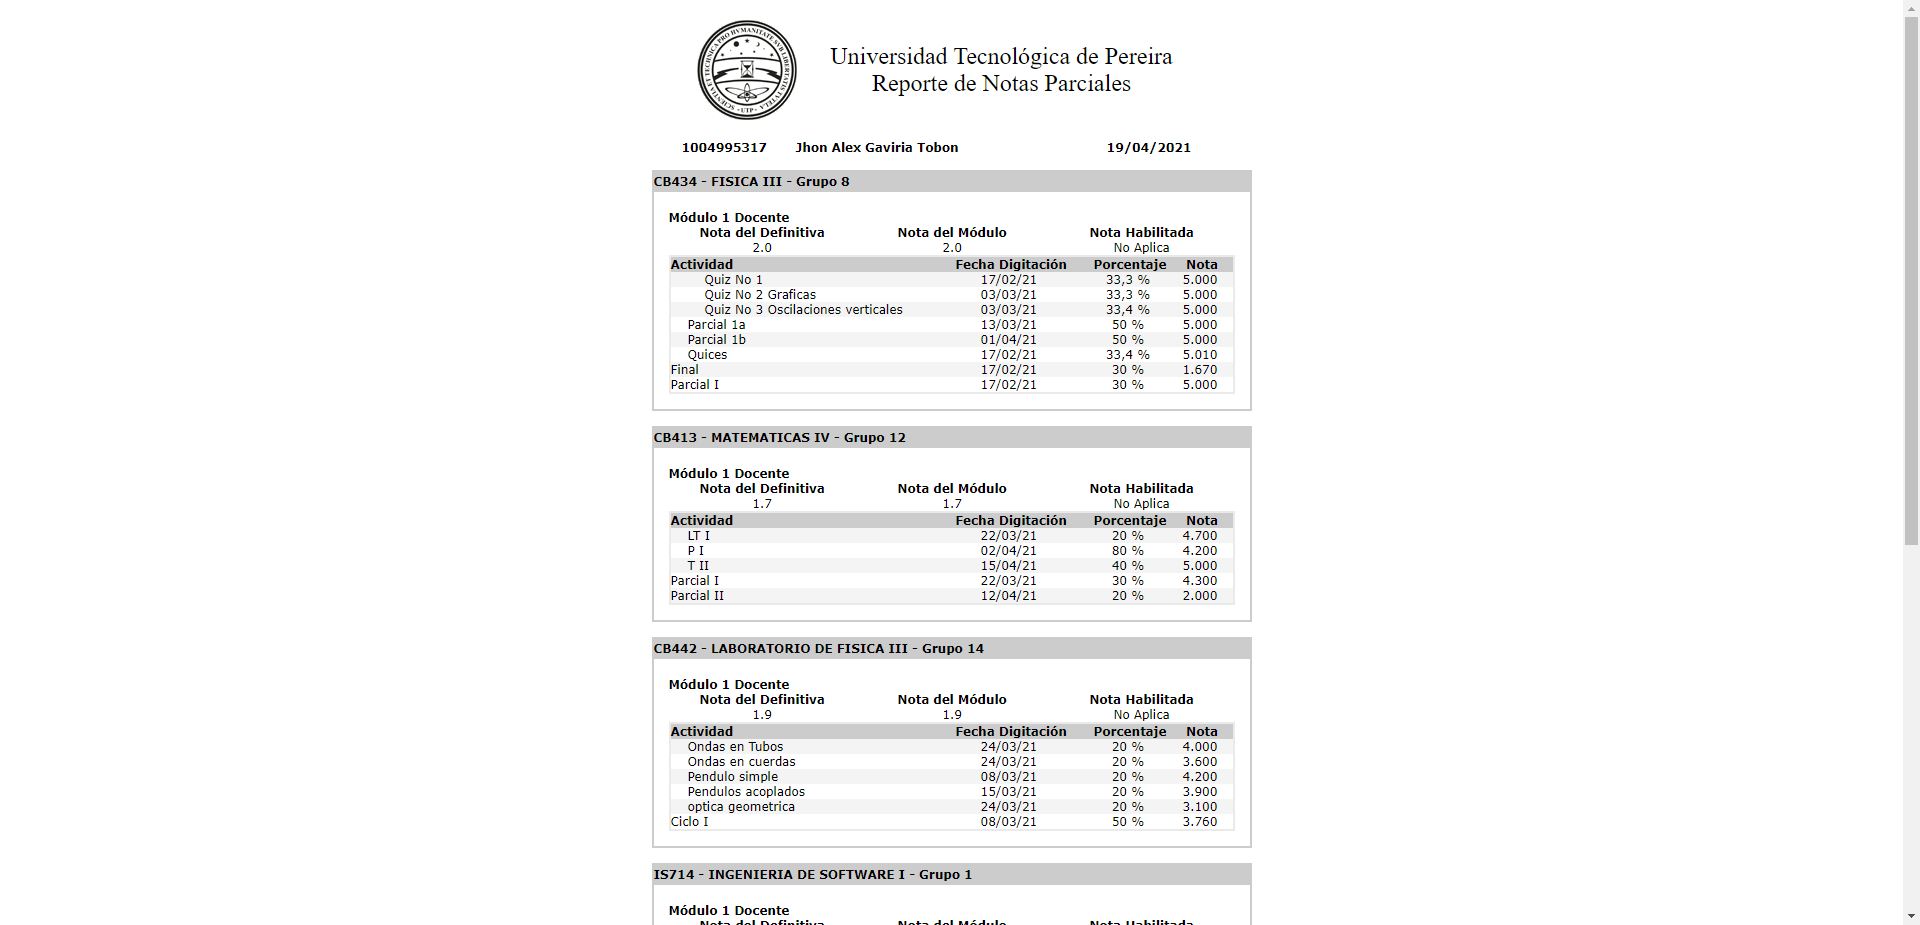 SCIENTIA ET TECHNICA PRO HVMANITATE SVB LIBERTATIS TVTELA
- UTP -
Universidad Tecnológica de Pereira
Reporte de Notas Parciales
1004995317 Jhon Alex Gaviria Tobon 19/04/2021
CB434 - FISICA III - Grupo 8
Módulo 1 Docente
Nota del Definitiva Nota del Módulo Nota Habilitada
2.0 2.0 No Aplica
Actividad Fecha Digitación Porcentaje Nota
Quiz No 1 17/02/21 33,3 % 5.000
Quiz No 2 Graficas 03/03/21 33,3 % 5.000
Quiz No 3 Oscilaciones verticales 03/03/21 33,4 % 5.000
Parcial 1a 13/03/21 50 % 5.000
Parcial 1b 01/04/21 50 % 5.000
Quices 17/02/21 33,4 % 5.010
Final 17/02/21 30 % 1.670
Parcial I 17/02/21 30 % 5.000
CB413 - MATEMATICAS IV - Grupo 12
Módulo 1 Docente
Nota del Definitiva Nota del Módulo Nota Habilitada
1.7 1.7 No Aplica
Actividad Fecha Digitación Porcentaje Nota
LT I 22/03/21 20 % 4.700
P I 02/04/21 80 % 4.200
T II 15/04/21 40 % 5.000
Parcial I 22/03/21 30 % 4.300
Parcial II 12/04/21 20 % 2.000
CB442 - LABORATORIO DE FISICA III - Grupo 14
Módulo 1 Docente
Nota del Definitiva Nota del Módulo Nota Habilitada
1.9 1.9 No Aplica
Actividad Fecha Digitación Porcentaje Nota
Ondas en Tubos 24/03/21 20 % 4.000
Ondas en cuerdas 24/03/21 20 % 3.600
Pendulo simple 08/03/21 20 % 4.200
Pendulos acoplados 15/03/21 20 % 3.900
optica geometrica 24/03/21 20 % 3.100
Ciclo I 08/03/21 50 % 3.760
IS714 - INGENIERIA DE SOFTWARE I - Grupo 1
Módulo 1 Docente
Nota del Definitiva Nota del Módulo Nota Habilitada